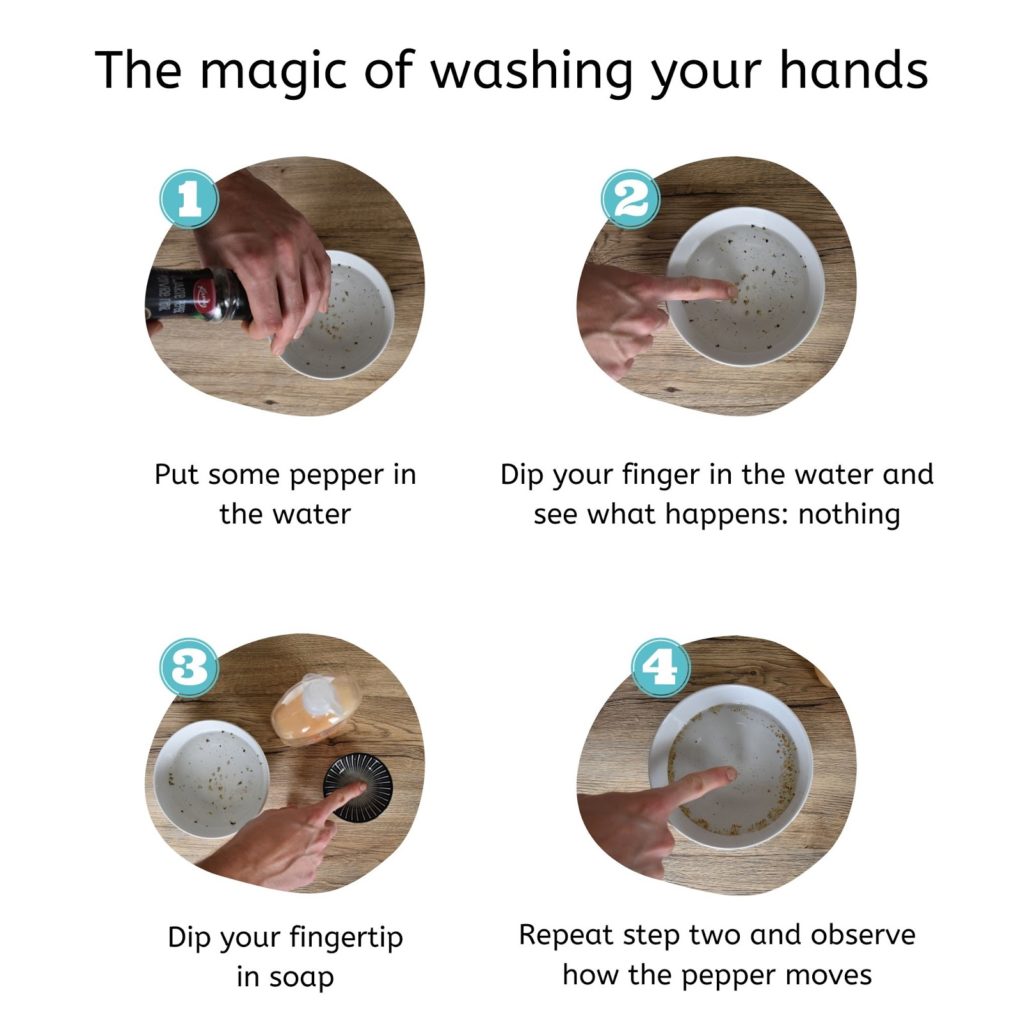 The magic of washing your hands
1
2
Put some pepper in
the water
Dip your finger in the water and
see what happens: nothing
3
4
Dip your fingertip
in soap
Repeat step two and observe
how the pepper moves